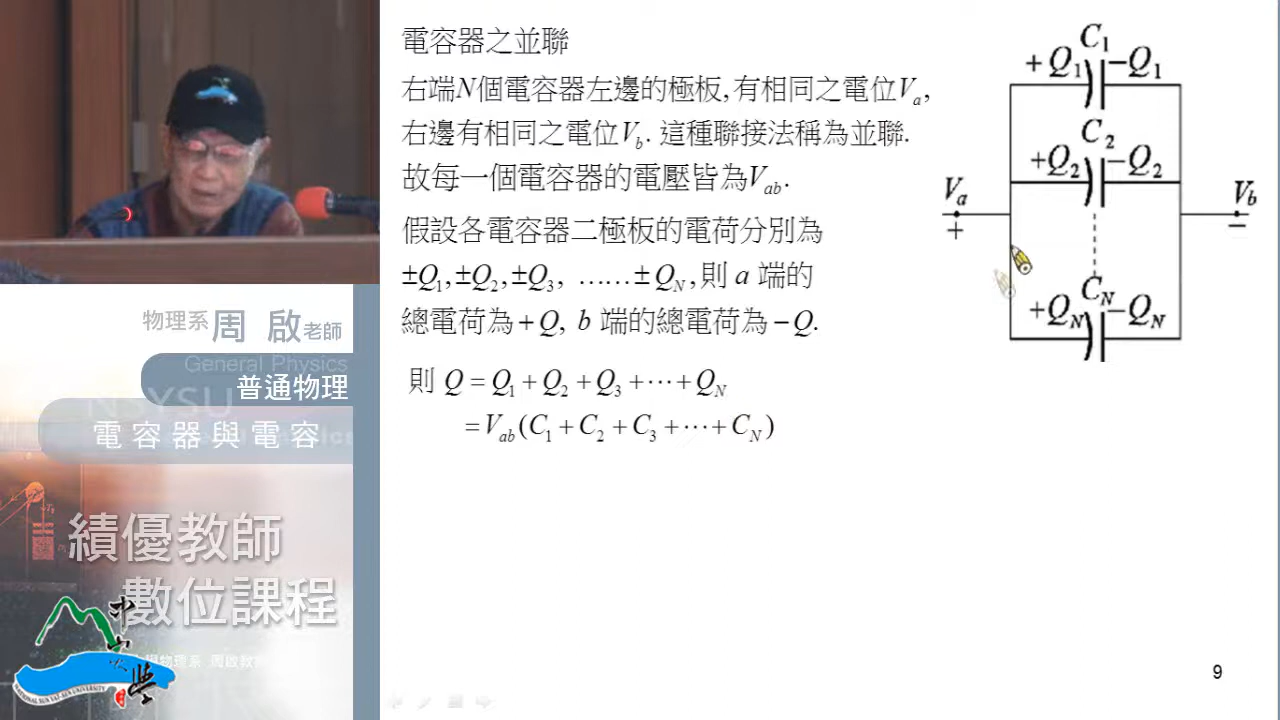 電容器之並聯
右端N個電容器左邊的極板,有相同之電位Va,
右邊有相同之電位Vb. 這種聯接法稱為並聯.
故每一個電容器的電壓皆為Vab.
假設各電容器二極板的電荷分別為
±Q1,±Q2,±Q3, ……±QN,則 a 端的
總電荷為+Q, b 端的總電荷為−Q.
則 Q = Q1 + Q2 + Q3 + ⋯ + QN
= Vab(C1 + C2 + C3 + ⋯ + CN)
C1
+Q1 −Q1
C2
+Q2 −Q2
Va
+
Vb
−
CN
+QN −QN
物理系 周 啟 老師
General Physics
普通物理
NSYSU
電容器與電容
績優教師
數位課程
NATIONAL SUN YAT-SEN UNIVERSITY
9